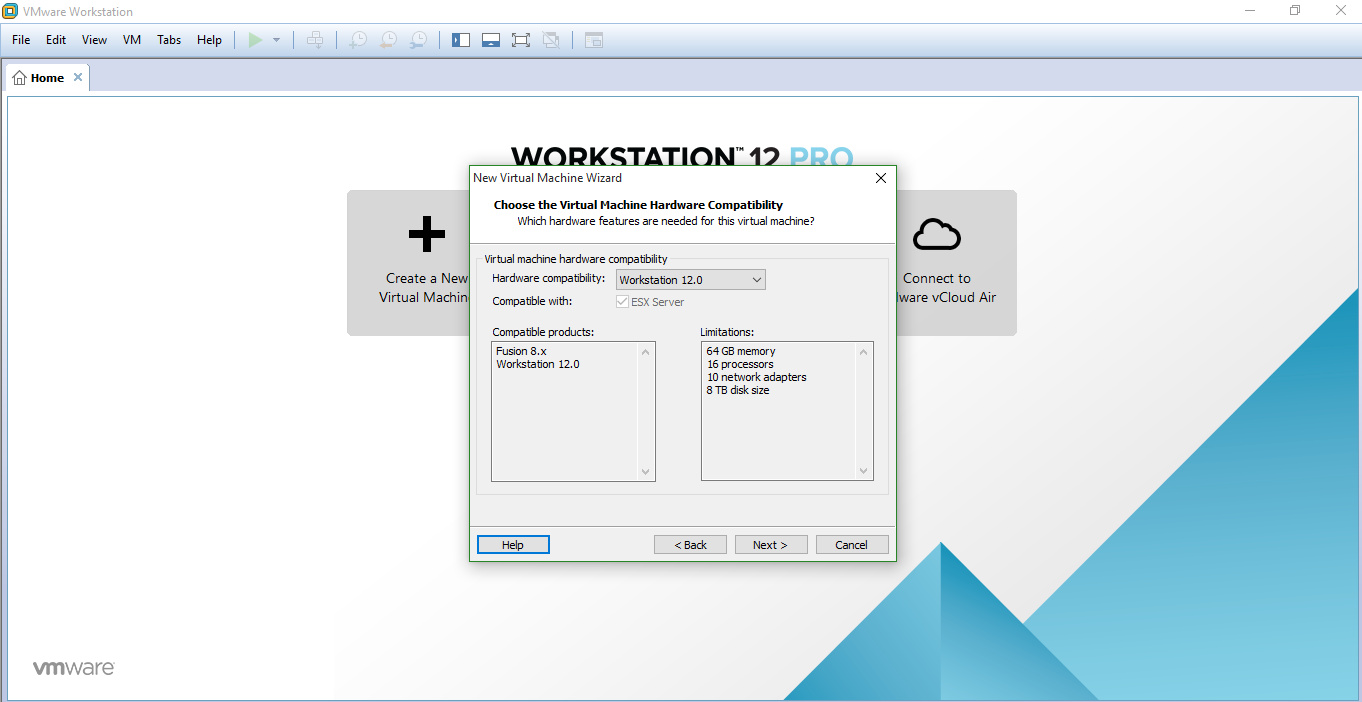 VMware Workstation
File Edit View VM Tabs Help
Home
WORKSTATION™ 12 PRO
New Virtual Machine Wizard
Choose the Virtual Machine Hardware Compatibility
Which hardware features are needed for this virtual machine?
Virtual machine hardware compatibility
Hardware compatibility: Workstation 12.0
Compatible with: ESX Server
Compatible products:
Fusion 8.x
Workstation 12.0
Limitations:
64 GB memory
16 processors
10 network adapters
8 TB disk size
Help < Back Next > Cancel
Create a New
Virtual Machin
Connect to
lware vCloud Air
vmware